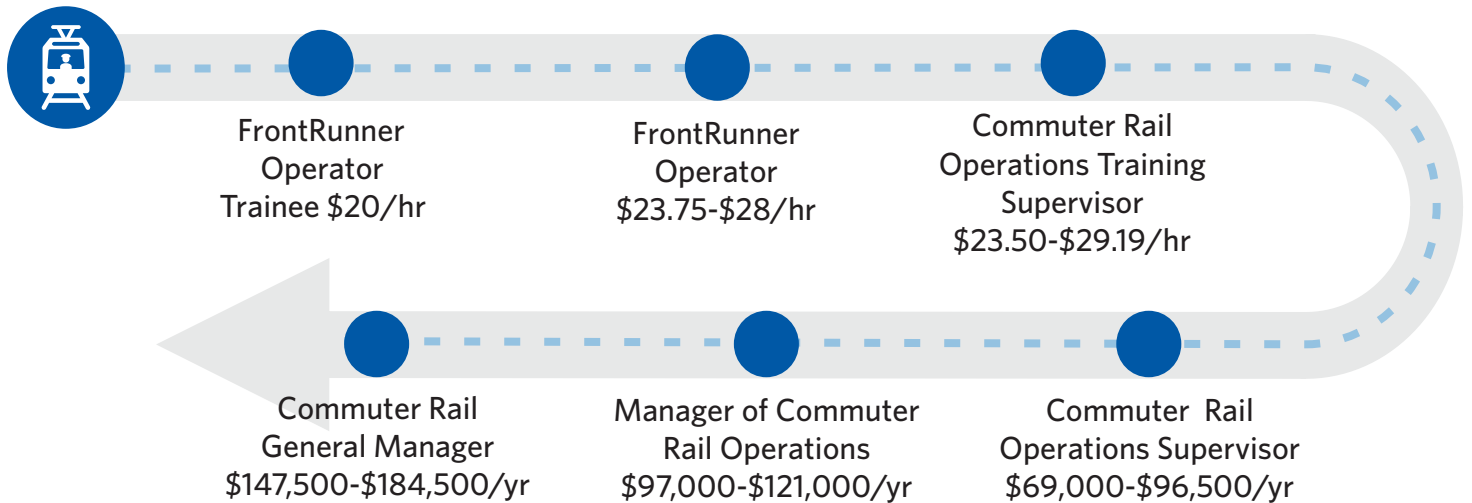 FrontRunner
Operator
Trainee $20/hr
FrontRunner
Operator
$23.75-$28/hr
Commuter Rail
Operations Training
Supervisor
$23.50-$29.19/hr
Commuter Rail
Operations Supervisor
$69,000-$96,500/yr
Manager of Commuter
Rail Operations
$97,000-$121,000/yr
Commuter Rail
General Manager
$147,500-$184,500/yr